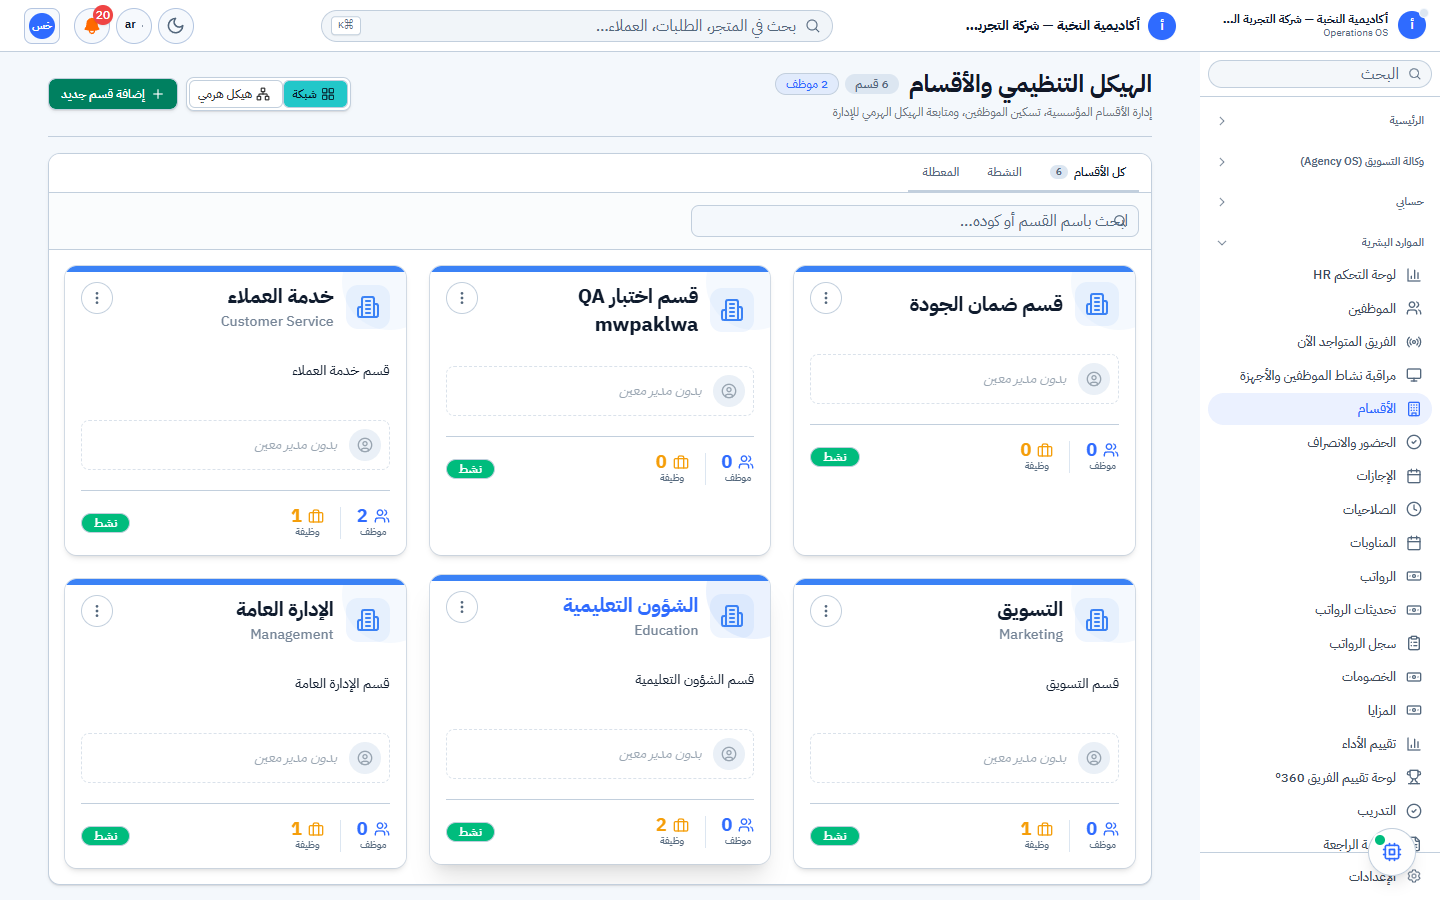 أكاديمية النخبة — شركة التجربة الـ...
Operations OS
أ
أ
أكاديمية النخبة — شركة التجريـ...
بحث في المتجر، الطلبات، العملاء...
⌘K
ar
20
خس
البحث
الرئيسية
وكالة التسويق (Agency OS)
حسابي
الموارد البشرية
لوحة التحكم HR
الموظفين
الفريق المتواجد الآن
مراقبة نشاط الموظفين والأجهزة
الأقسام
الحضور والانصراف
الإجازات
الصلاحيات
المناوبات
الرواتب
تحديثات الرواتب
سجل الرواتب
الخصومات
المزايا
تقييم الأداء
لوحة تقييم الفريق 360°
التدريب
الراجعة
الإعدادات
الهيكل التنظيمي والأقسام
6 قسم
2 موظف
إدارة الأقسام المؤسسية، تسكين الموظفين، ومتابعة الهيكل الهرمي للإدارة
شبكة
هيكل هرمي
إضافة قسم جديد
كل الأقسام 6
النشطة
المعطلة
ابحث باسم القسم أو كوده...
قسم ضمان الجودة
بدون مدير معين
0 موظف
0 وظيفة
نشط
قسم اختبار QA
mwpaklwa
بدون مدير معين
0 موظف
0 وظيفة
نشط
خدمة العملاء
Customer Service
قسم خدمة العملاء
بدون مدير معين
2 موظف
1 وظيفة
نشط
التسويق
Marketing
قسم التسويق
بدون مدير معين
0 موظف
1 وظيفة
نشط
الشؤون التعليمية
Education
قسم الشؤون التعليمية
بدون مدير معين
0 موظف
2 وظيفة
نشط
الإدارة العامة
Management
قسم الإدارة العامة
بدون مدير معين
0 موظف
1 وظيفة
نشط